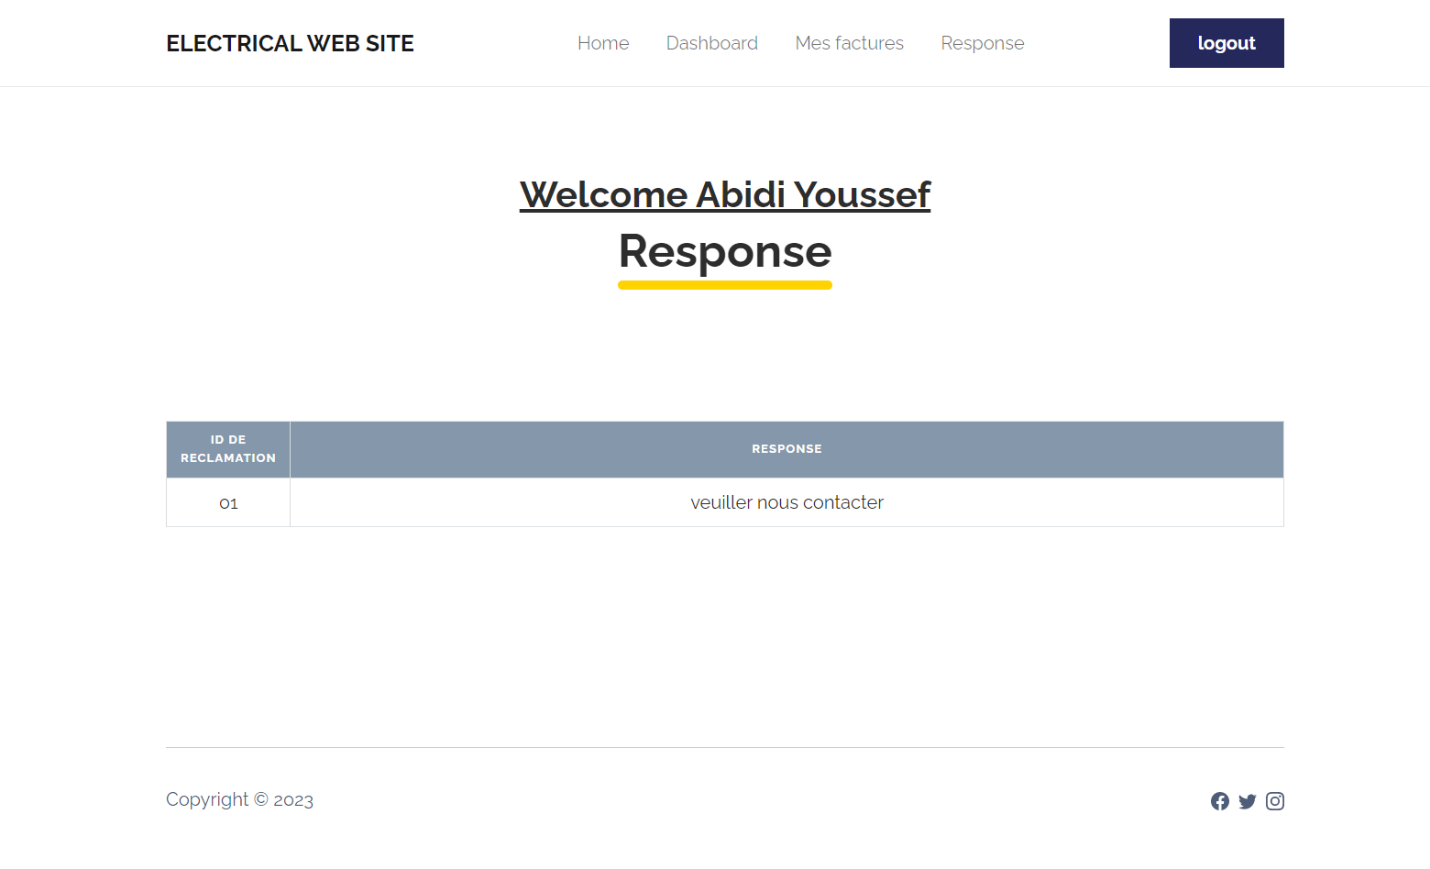 ELECTRICAL WEB SITE
Home Dashboard Mes factures Response
logout
Welcome Abidi Youssef
Response
ID DE
RECLAMATION
RESPONSE
01
veuiller nous contacter
Copyright © 2023